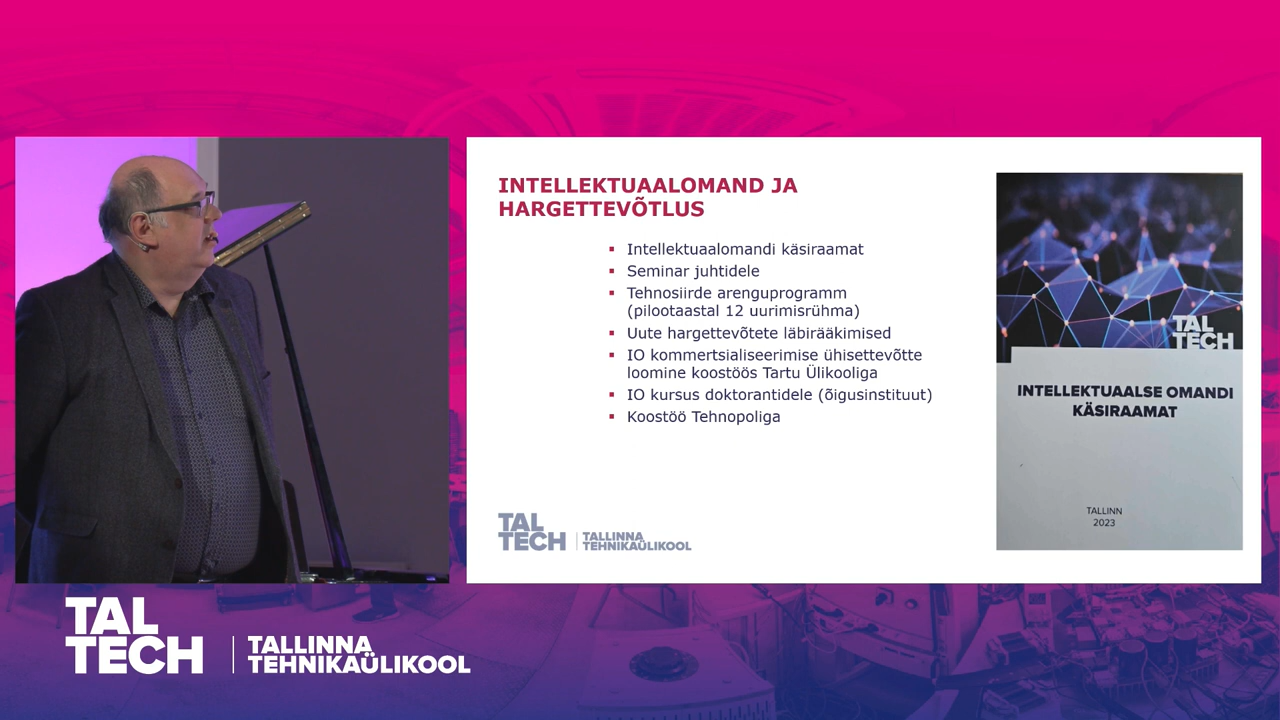 INTELLEKTUAALOMAND JA
HARGETTEVÕTLUS
Intellektuaalomandi käsiraamat
Seminar juhtidele
Tehnosiirde arenguprogramm
(pilootaastal 12 uurimisrühma)
Uute hargettevõtete läbirääkimised
IO kommertsialiseerimise ühisettevõtte
loomine koostöös Tartu Ülikooliga
IO kursus doktorantidele (õigusinstituut)
Koostöö Tehnopoliga
TAL
TECH
TALLINNA
TEHNIKAÜLIKOOL
TAL
TECH
INTELLEKTUAALSE OMANDI
KÄSIRAAMAT
TALLINN
2023
TAL
TECH
TALLINNA
TEHNIKAÜLIKOOL